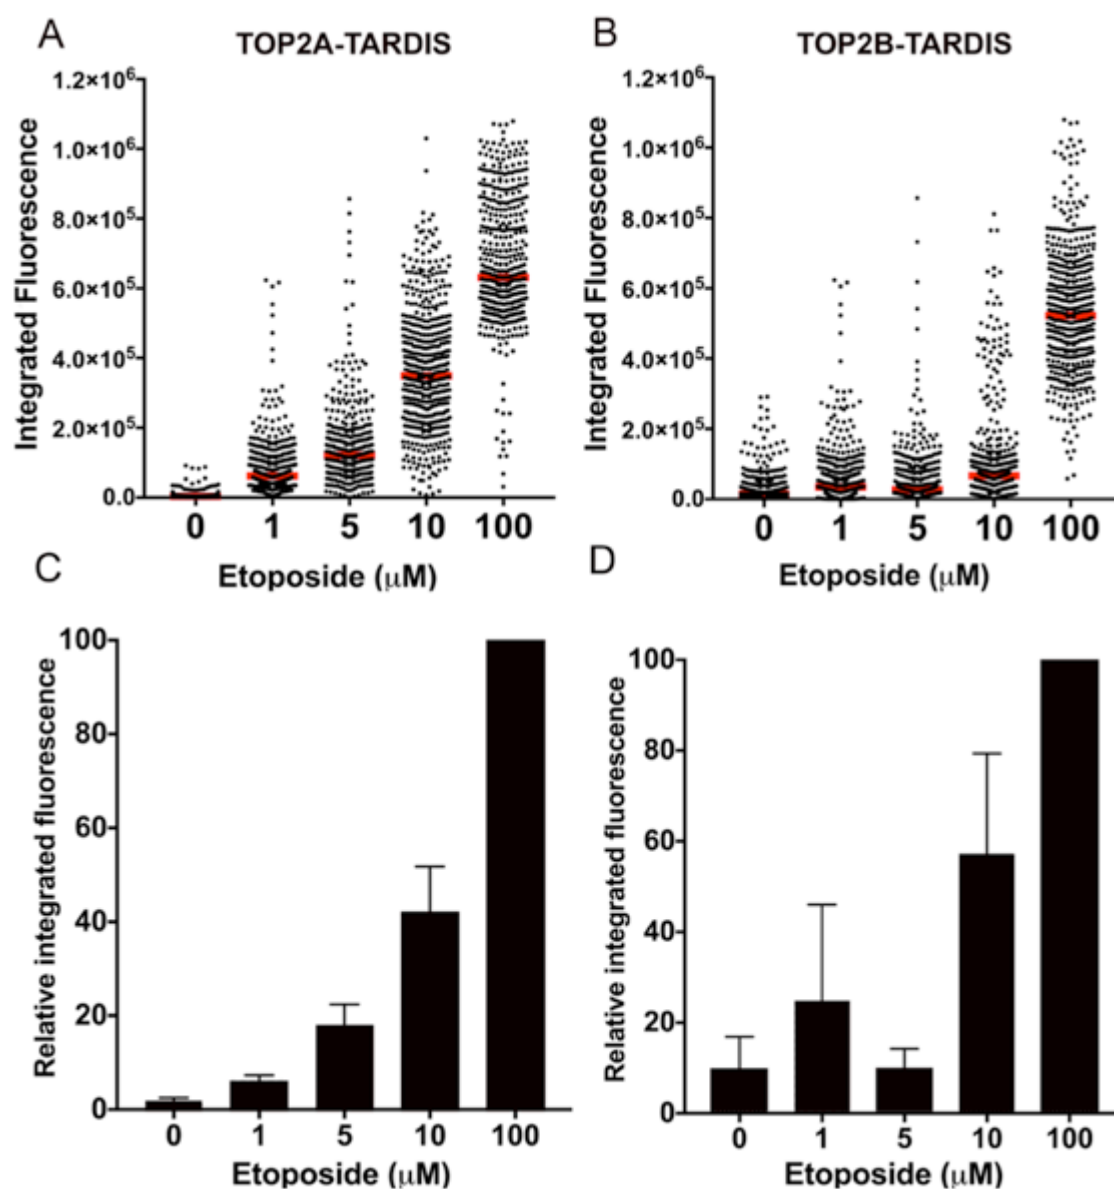 A
TOP2A-TARDIS
Integrated Fluorescence
1.2×10⁶
1.0×10⁶
8.0×10⁵
6.0×10⁵
4.0×10⁵
2.0×10⁵
0.0
0 1 5 10 100
Etoposide (μM)
B
TOP2B-TARDIS
Integrated Fluorescence
1.2×10⁶
1.0×10⁶
8.0×10⁵
6.0×10⁵
4.0×10⁵
2.0×10⁵
0.0
0 1 5 10 100
Etoposide (μM)
C
Relative integrated fluorescence
100
80
60
40
20
0
0 1 5 10 100
Etoposide (μM)
D
Relative integrated fluorescence
100
80
60
40
20
0
0 1 5 10 100
Etoposide (μM)